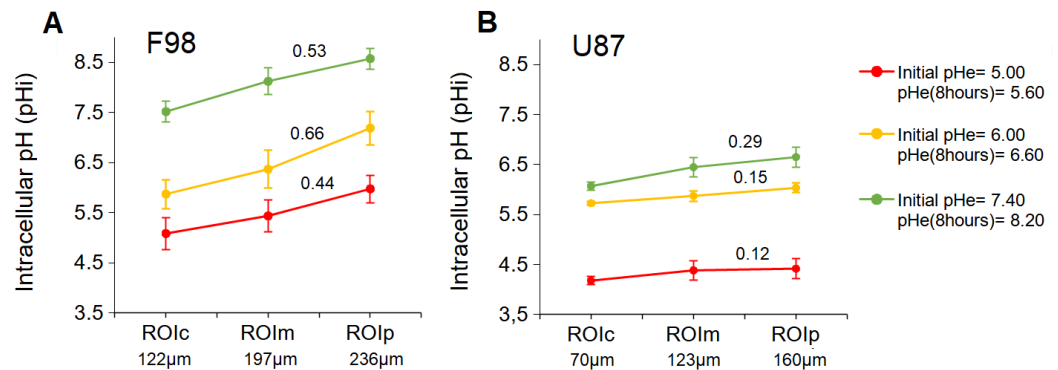 A
F98
Intracellular pH (pHi)
8.5
7.5
6.5
5.5
4.5
3.5
0.53
0.66
0.44
ROIc
ROIm
ROIp
122µm
197µm
236µm
B
U87
Intracellular pH (pHi)
8.5
7.5
6.5
5.5
4.5
3,5
0.29
0.15
0.12
ROIc
ROIm
ROIp
70µm
123µm
160µm
Initial pHe= 5.00
pHe(8hours)= 5.60
Initial pHe= 6.00
pHe(8hours)= 6.60
Initial pHe= 7.40
pHe(8hours)= 8.20